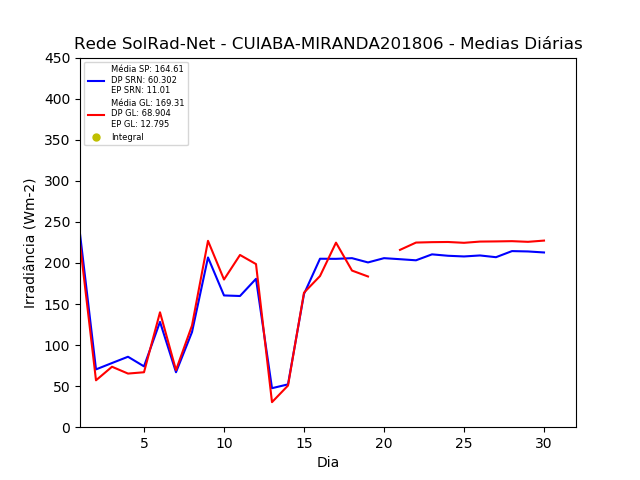 Rede SolRad-Net - CUIABA-MIRANDA201806 - Medias Diárias
Média SP: 164.61
DP SRN: 60.302
EP SRN: 11.01
Média GL: 169.31
DP GL: 68.904
EP GL: 12.795
Integral
Irradiância (Wm-2)
450
400
350
300
250
200
150
100
50
0
5 10 15 20 25 30
Dia